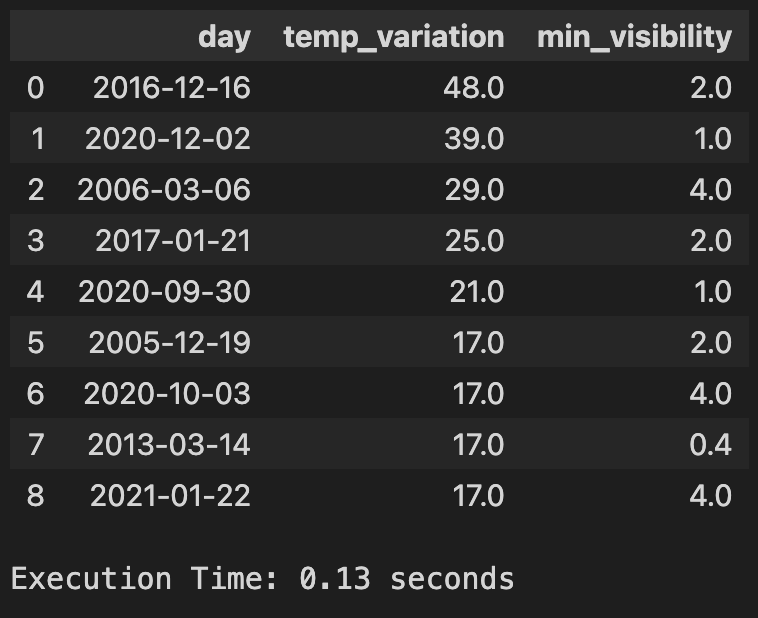 day temp_variation min_visibility
0 2016-12-16 48.0 2.0
1 2020-12-02 39.0 1.0
2 2006-03-06 29.0 4.0
3 2017-01-21 25.0 2.0
4 2020-09-30 21.0 1.0
5 2005-12-19 17.0 2.0
6 2020-10-03 17.0 4.0
7 2013-03-14 17.0 0.4
8 2021-01-22 17.0 4.0
Execution Time: 0.13 seconds